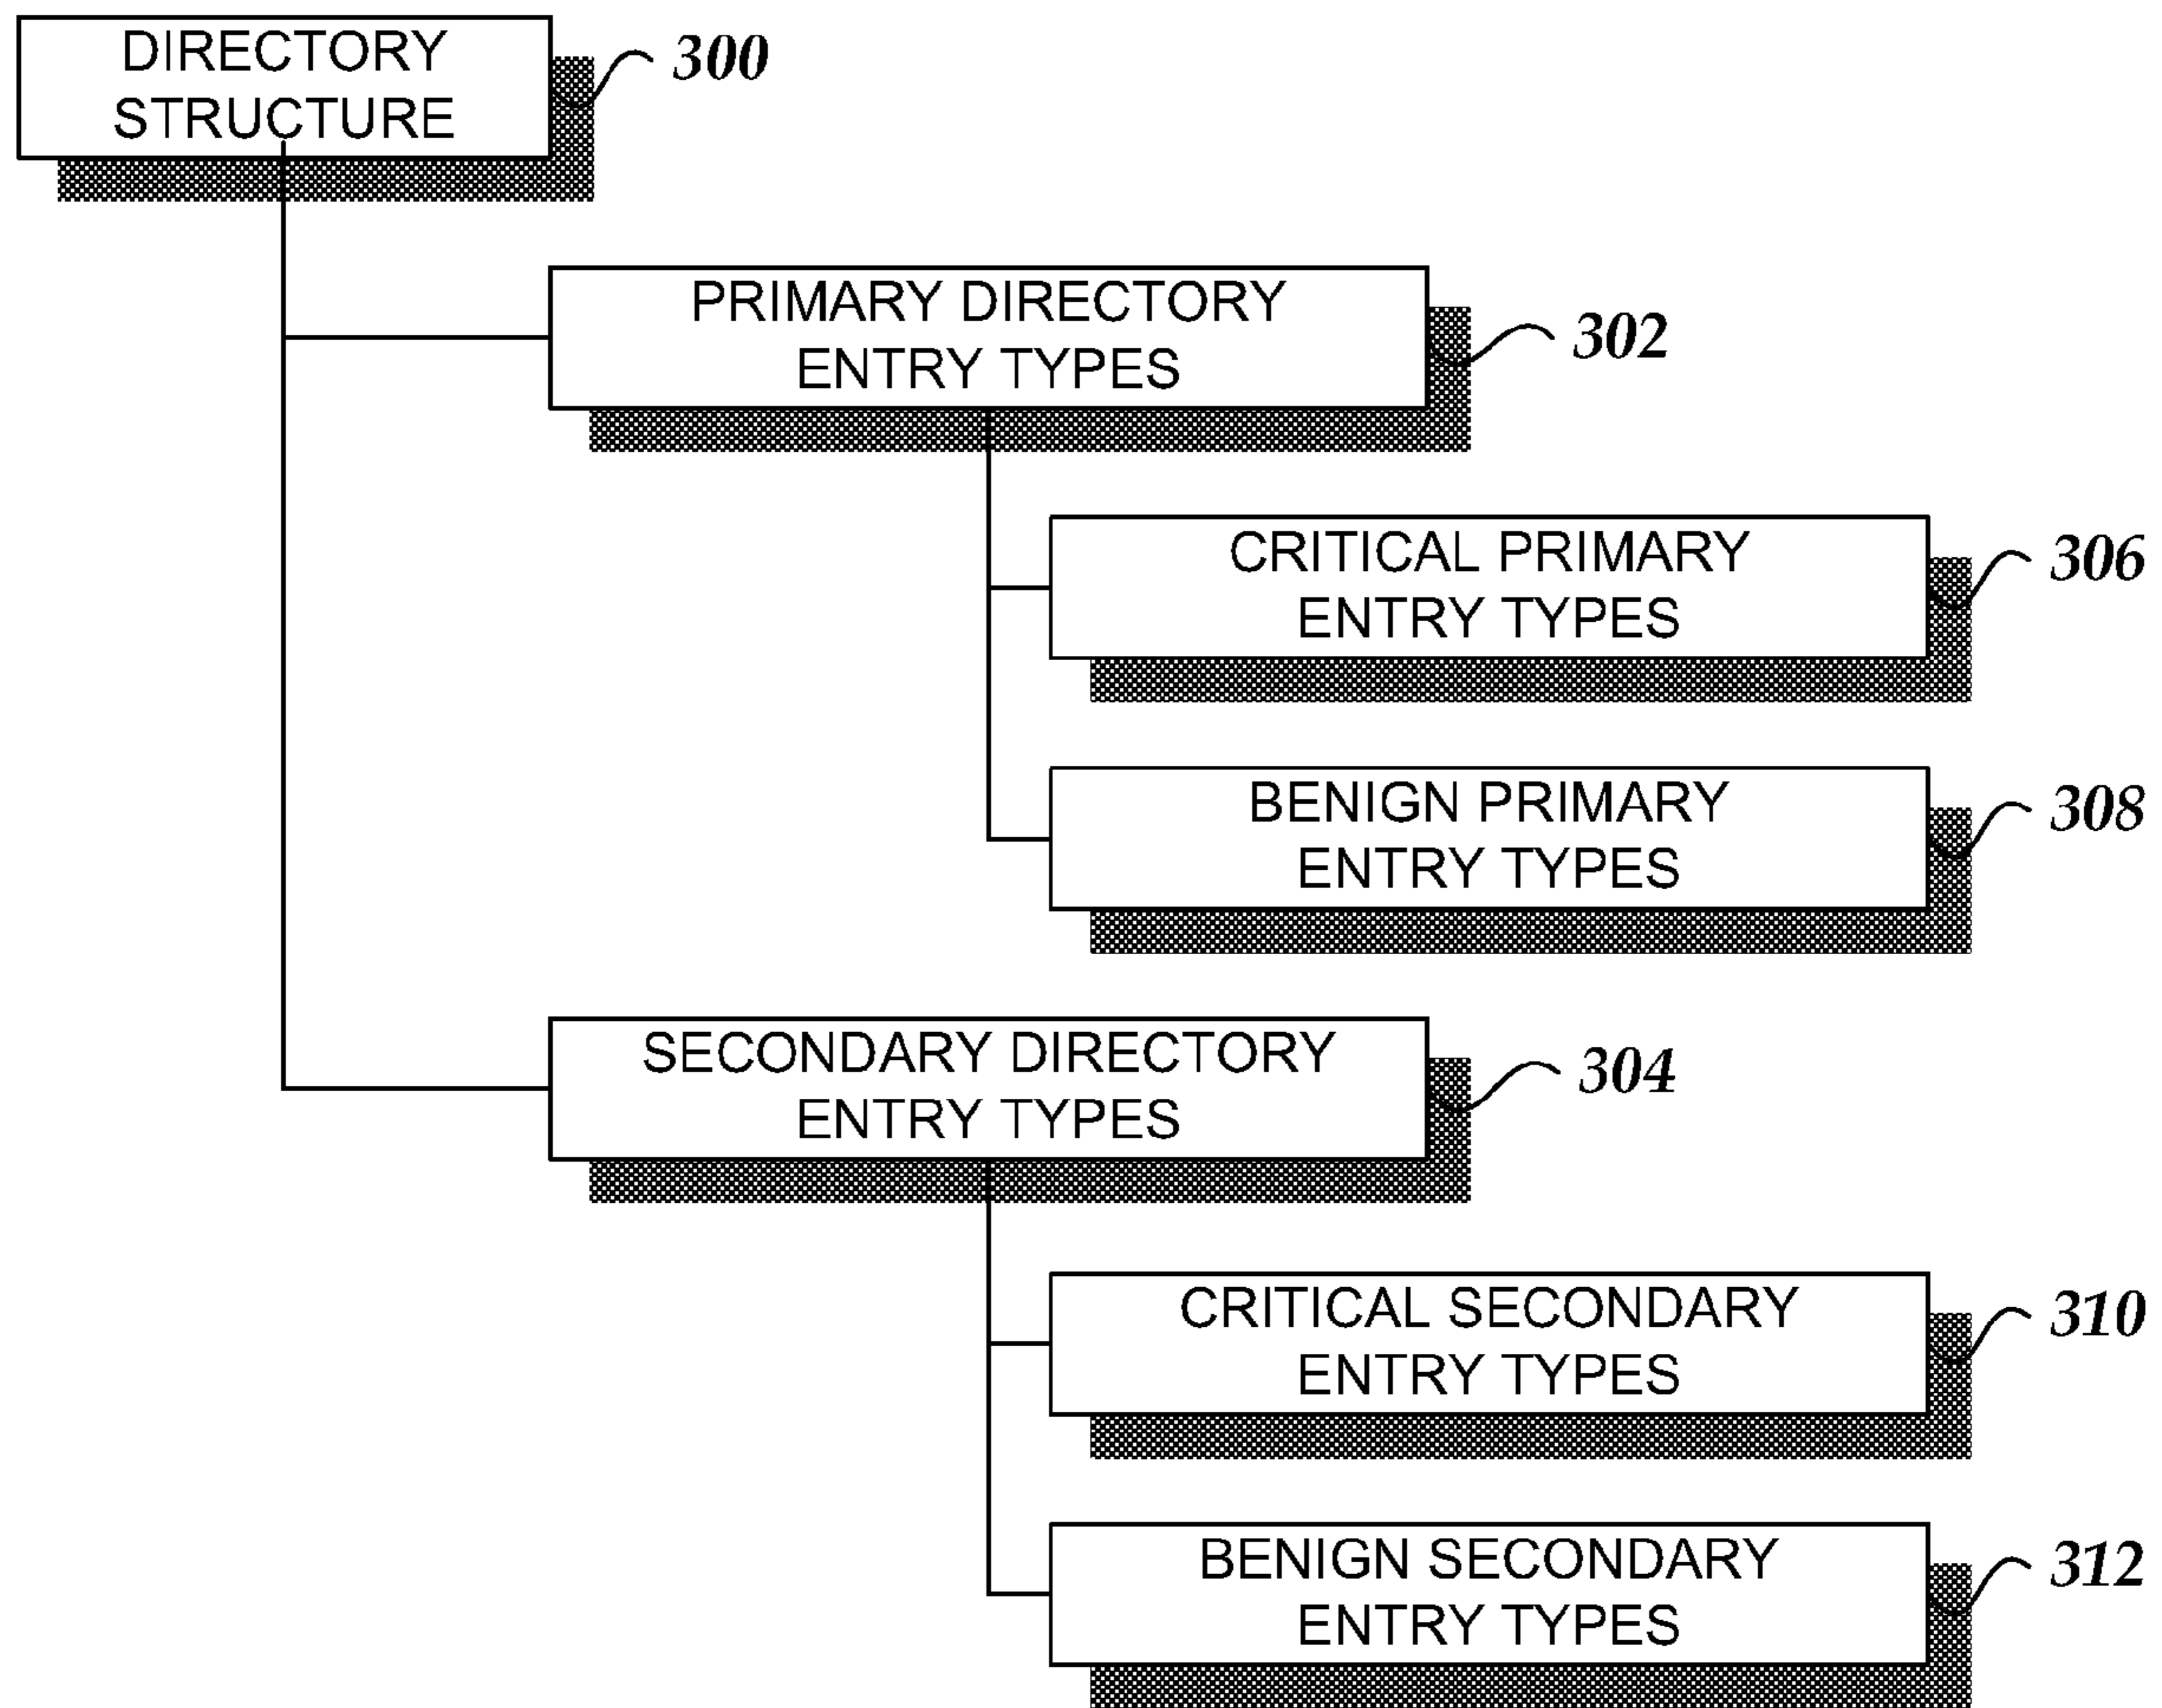 DIRECTORY
STRUCTURE
300
PRIMARY DIRECTORY
ENTRY TYPES
302
CRITICAL PRIMARY
ENTRY TYPES
306
BENIGN PRIMARY
ENTRY TYPES
308
SECONDARY DIRECTORY
ENTRY TYPES
304
CRITICAL SECONDARY
ENTRY TYPES
310
BENIGN SECONDARY
ENTRY TYPES
312